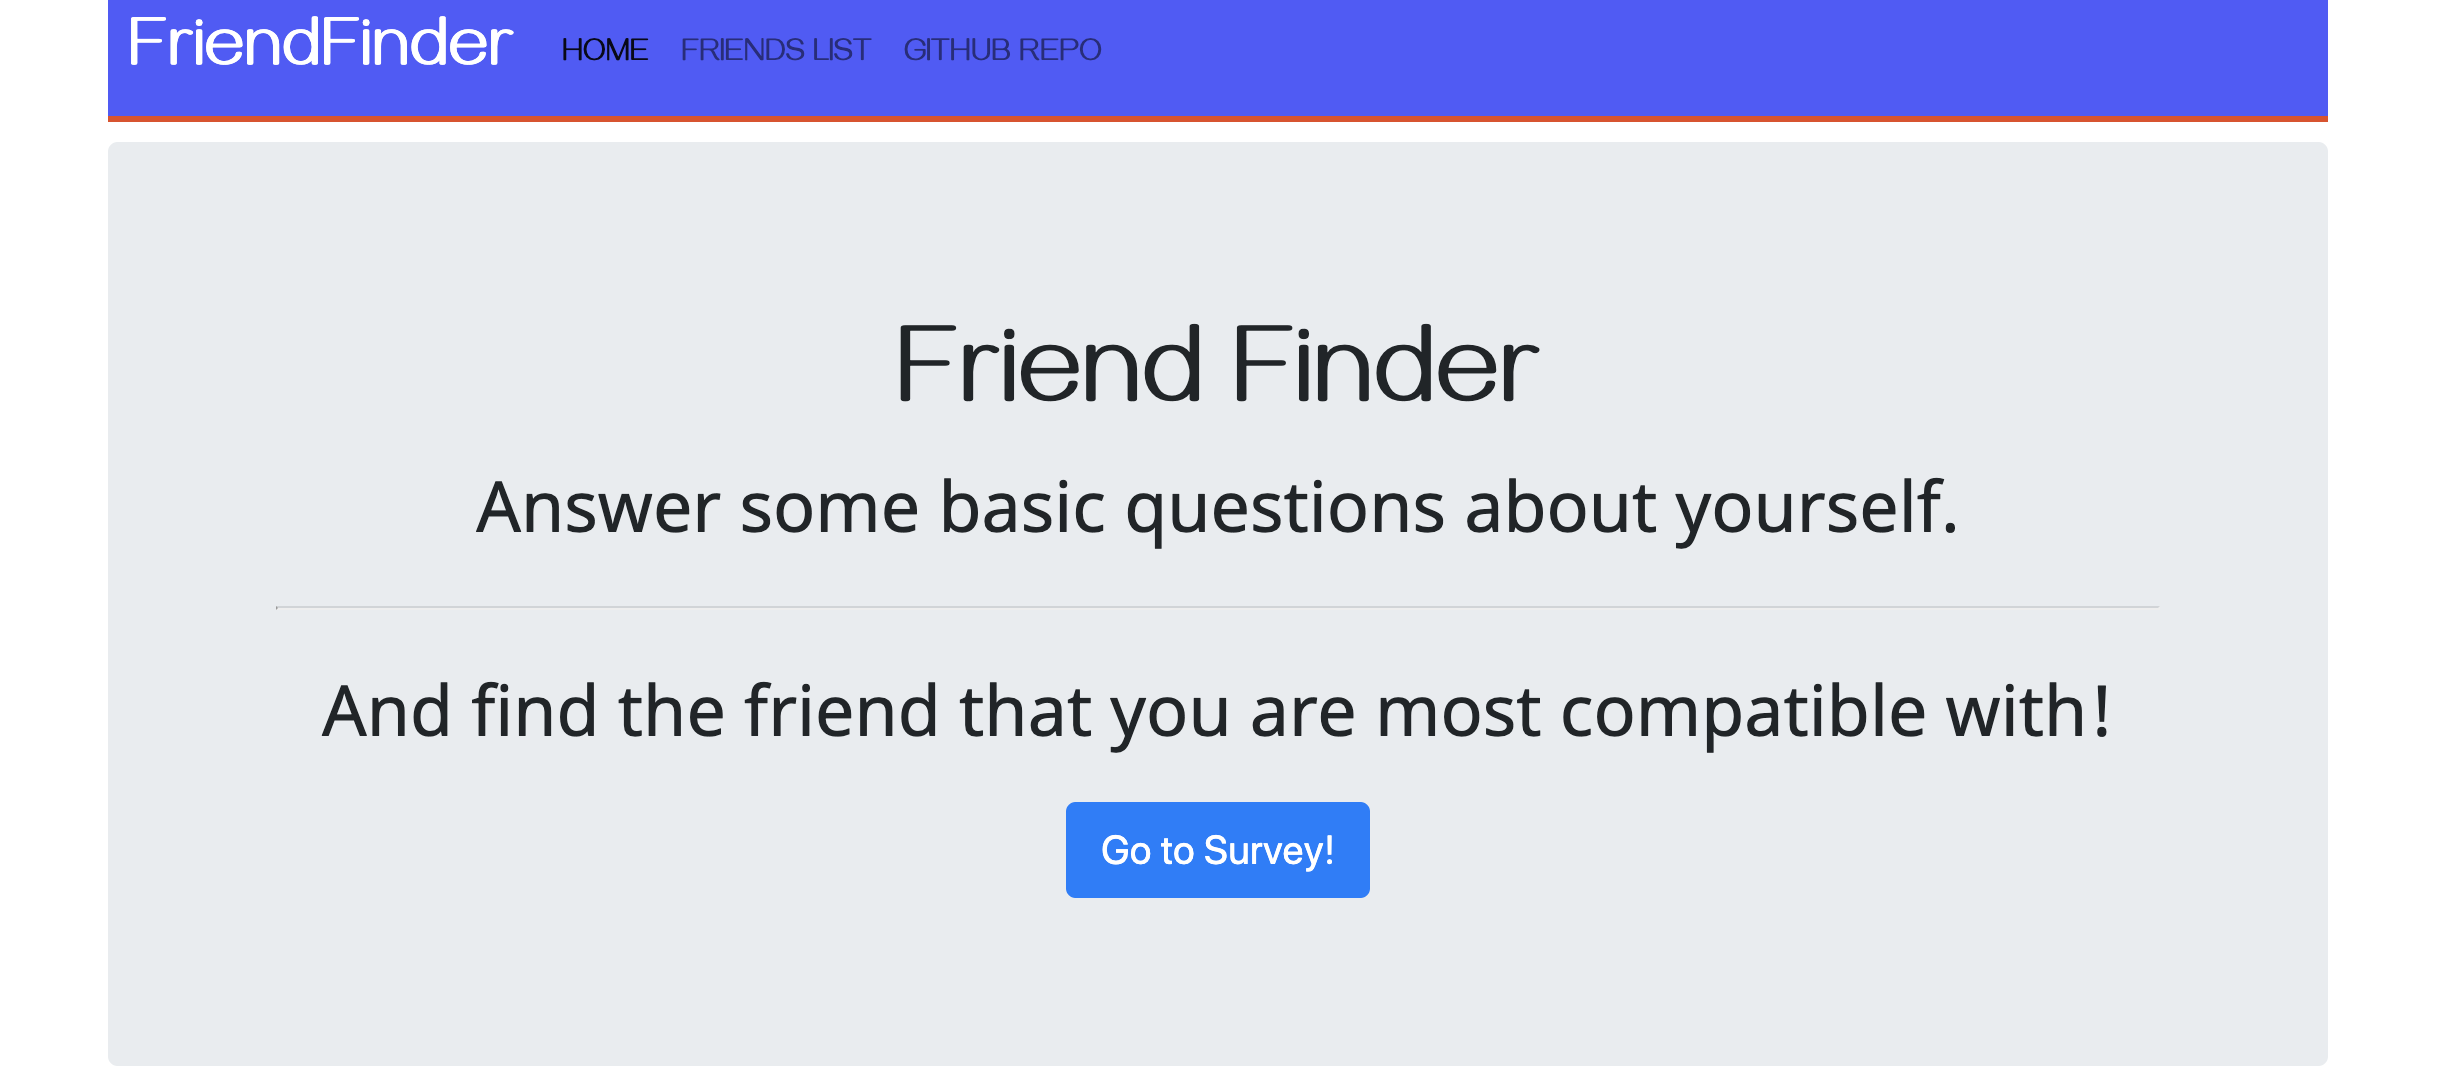 FriendFinder HOME FRIENDS LIST GITHUB REPO
Friend Finder
Answer some basic questions about yourself.
And find the friend that you are most compatible with!
Go to Survey!